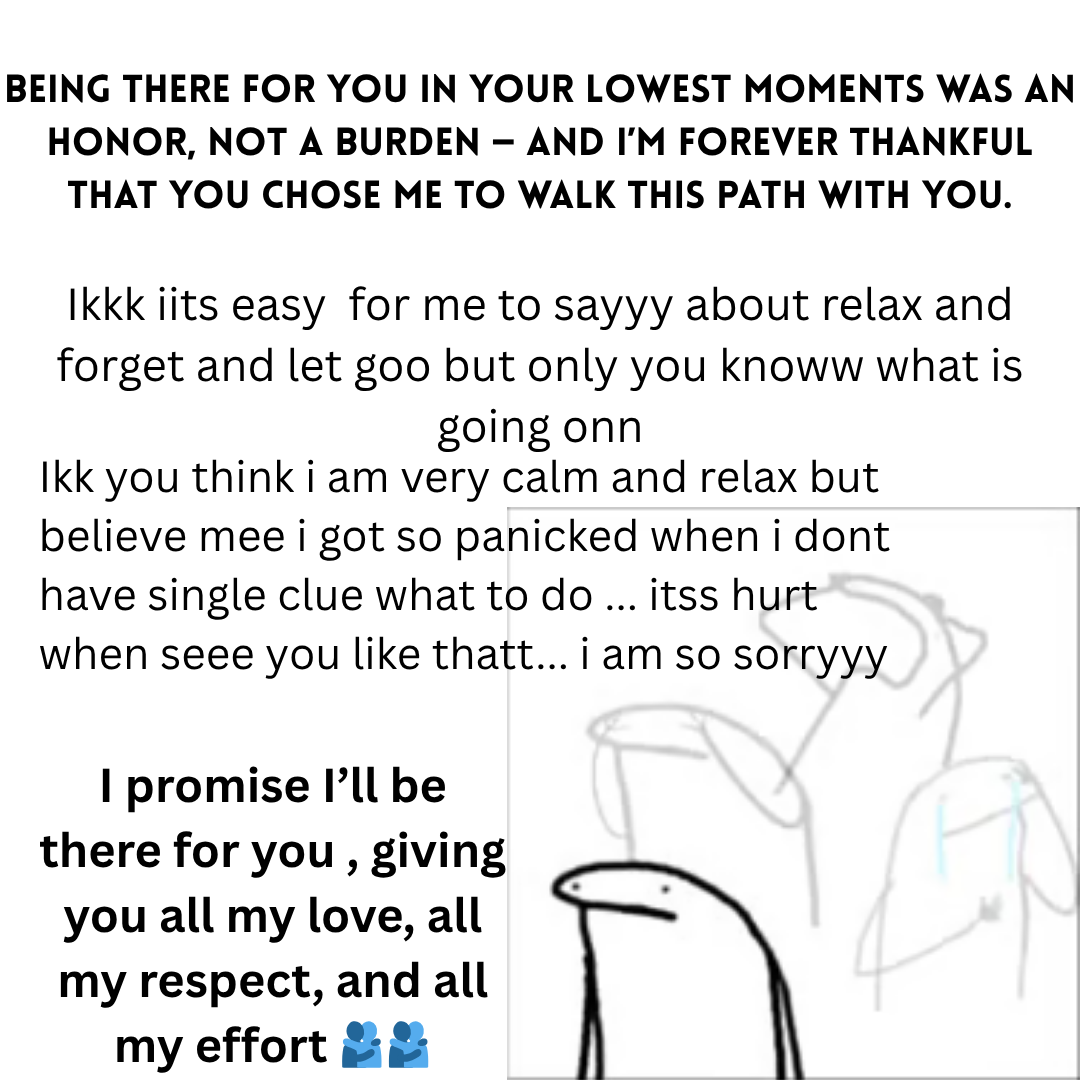 BEING THERE FOR YOU IN YOUR LOWEST MOMENTS WAS AN
HONOR, NOT A BURDEN – AND I'M FOREVER THANKFUL
THAT YOU CHOSE ME TO WALK THIS PATH WITH YOU.
Ikkk iits easy  for me to sayyy about relax and
forget and let goo but only you knoww what is
going onn
Ikk you think i am very calm and relax but
believe mee i got so panicked when i dont
have single clue what to do ... itss hurt
when seee you like thatt... i am so sorryyy
I promise I’ll be
there for you , giving
you all my love, all
my respect, and all
my effort 🫂🫂